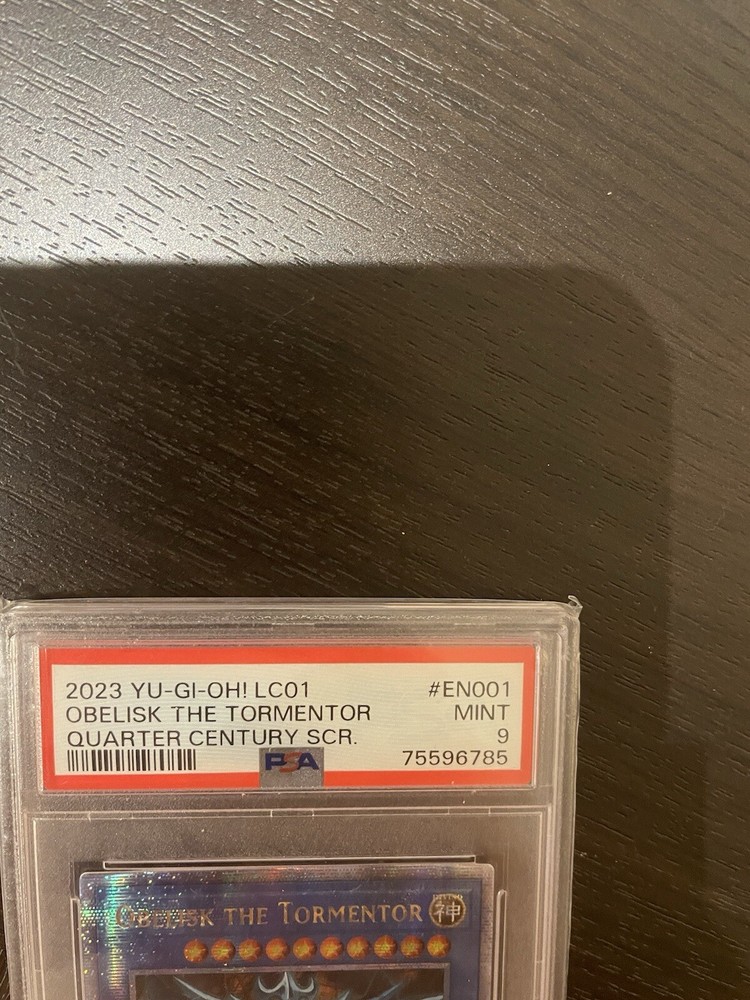 2023 YU-GI-OH! LC01 #EN001
OBELISK THE TORMENTOR MINT
QUARTER CENTURY SCR. 9
PSA 75596785
OBELISK THE TORMENTOR 神